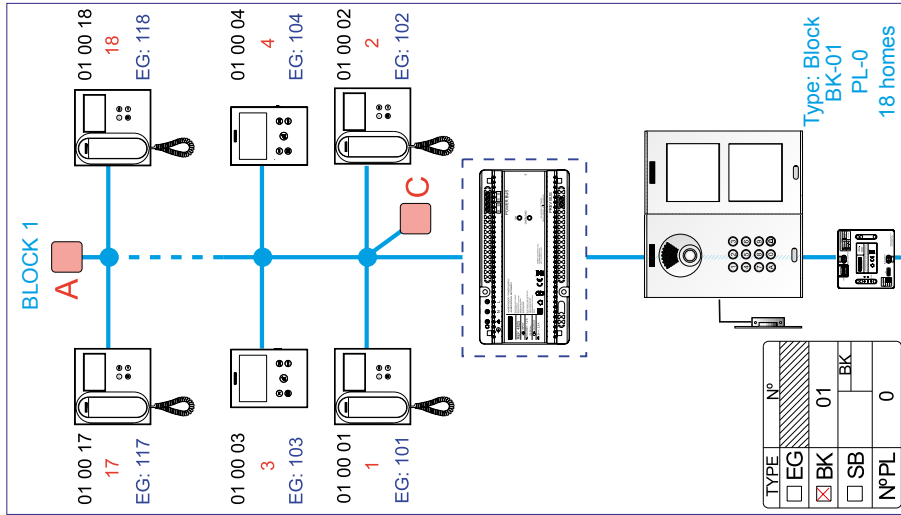 BLOCK 1
A
01 00 18
18
EG: 118
01 00 04
4
EG: 104
01 00 02
2
EG: 102
01 00 17
17
EG: 117
01 00 03
3
EG: 103
01 00 01
1
EG: 101
C
Type: Block
BK-01
PL-0
18 homes
TYPE Nº
EG
BK 01
SB BK
NºPL 0